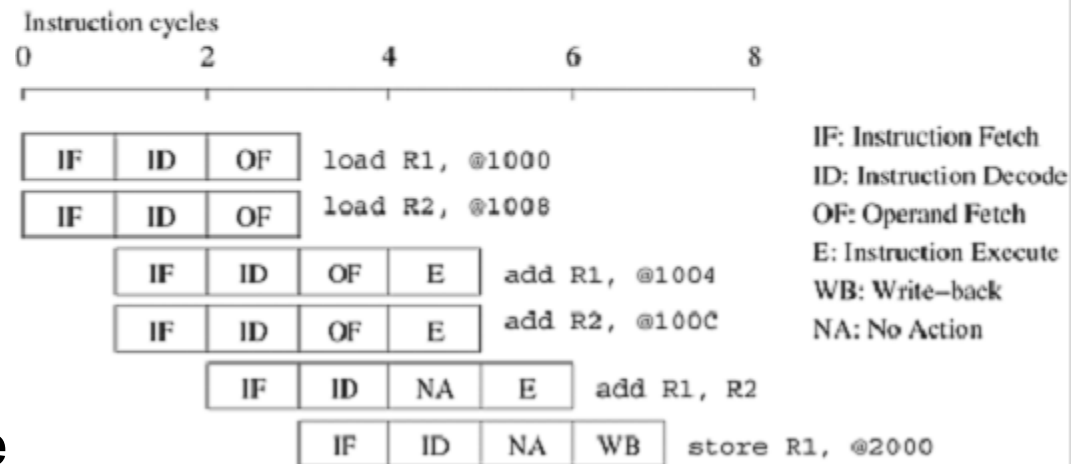 Instruction cycles
0 2 4 6 8
IF ID OF load R1, @1000
IF ID OF load R2, @1008
IF ID OF E add R1, @1004
IF ID OF E add R2, @100C
IF ID NA E add R1, R2
IF ID NA WB store R1, @2000
IF: Instruction Fetch
ID: Instruction Decode
OF: Operand Fetch
E: Instruction Execute
WB: Write-back
NA: No Action
e